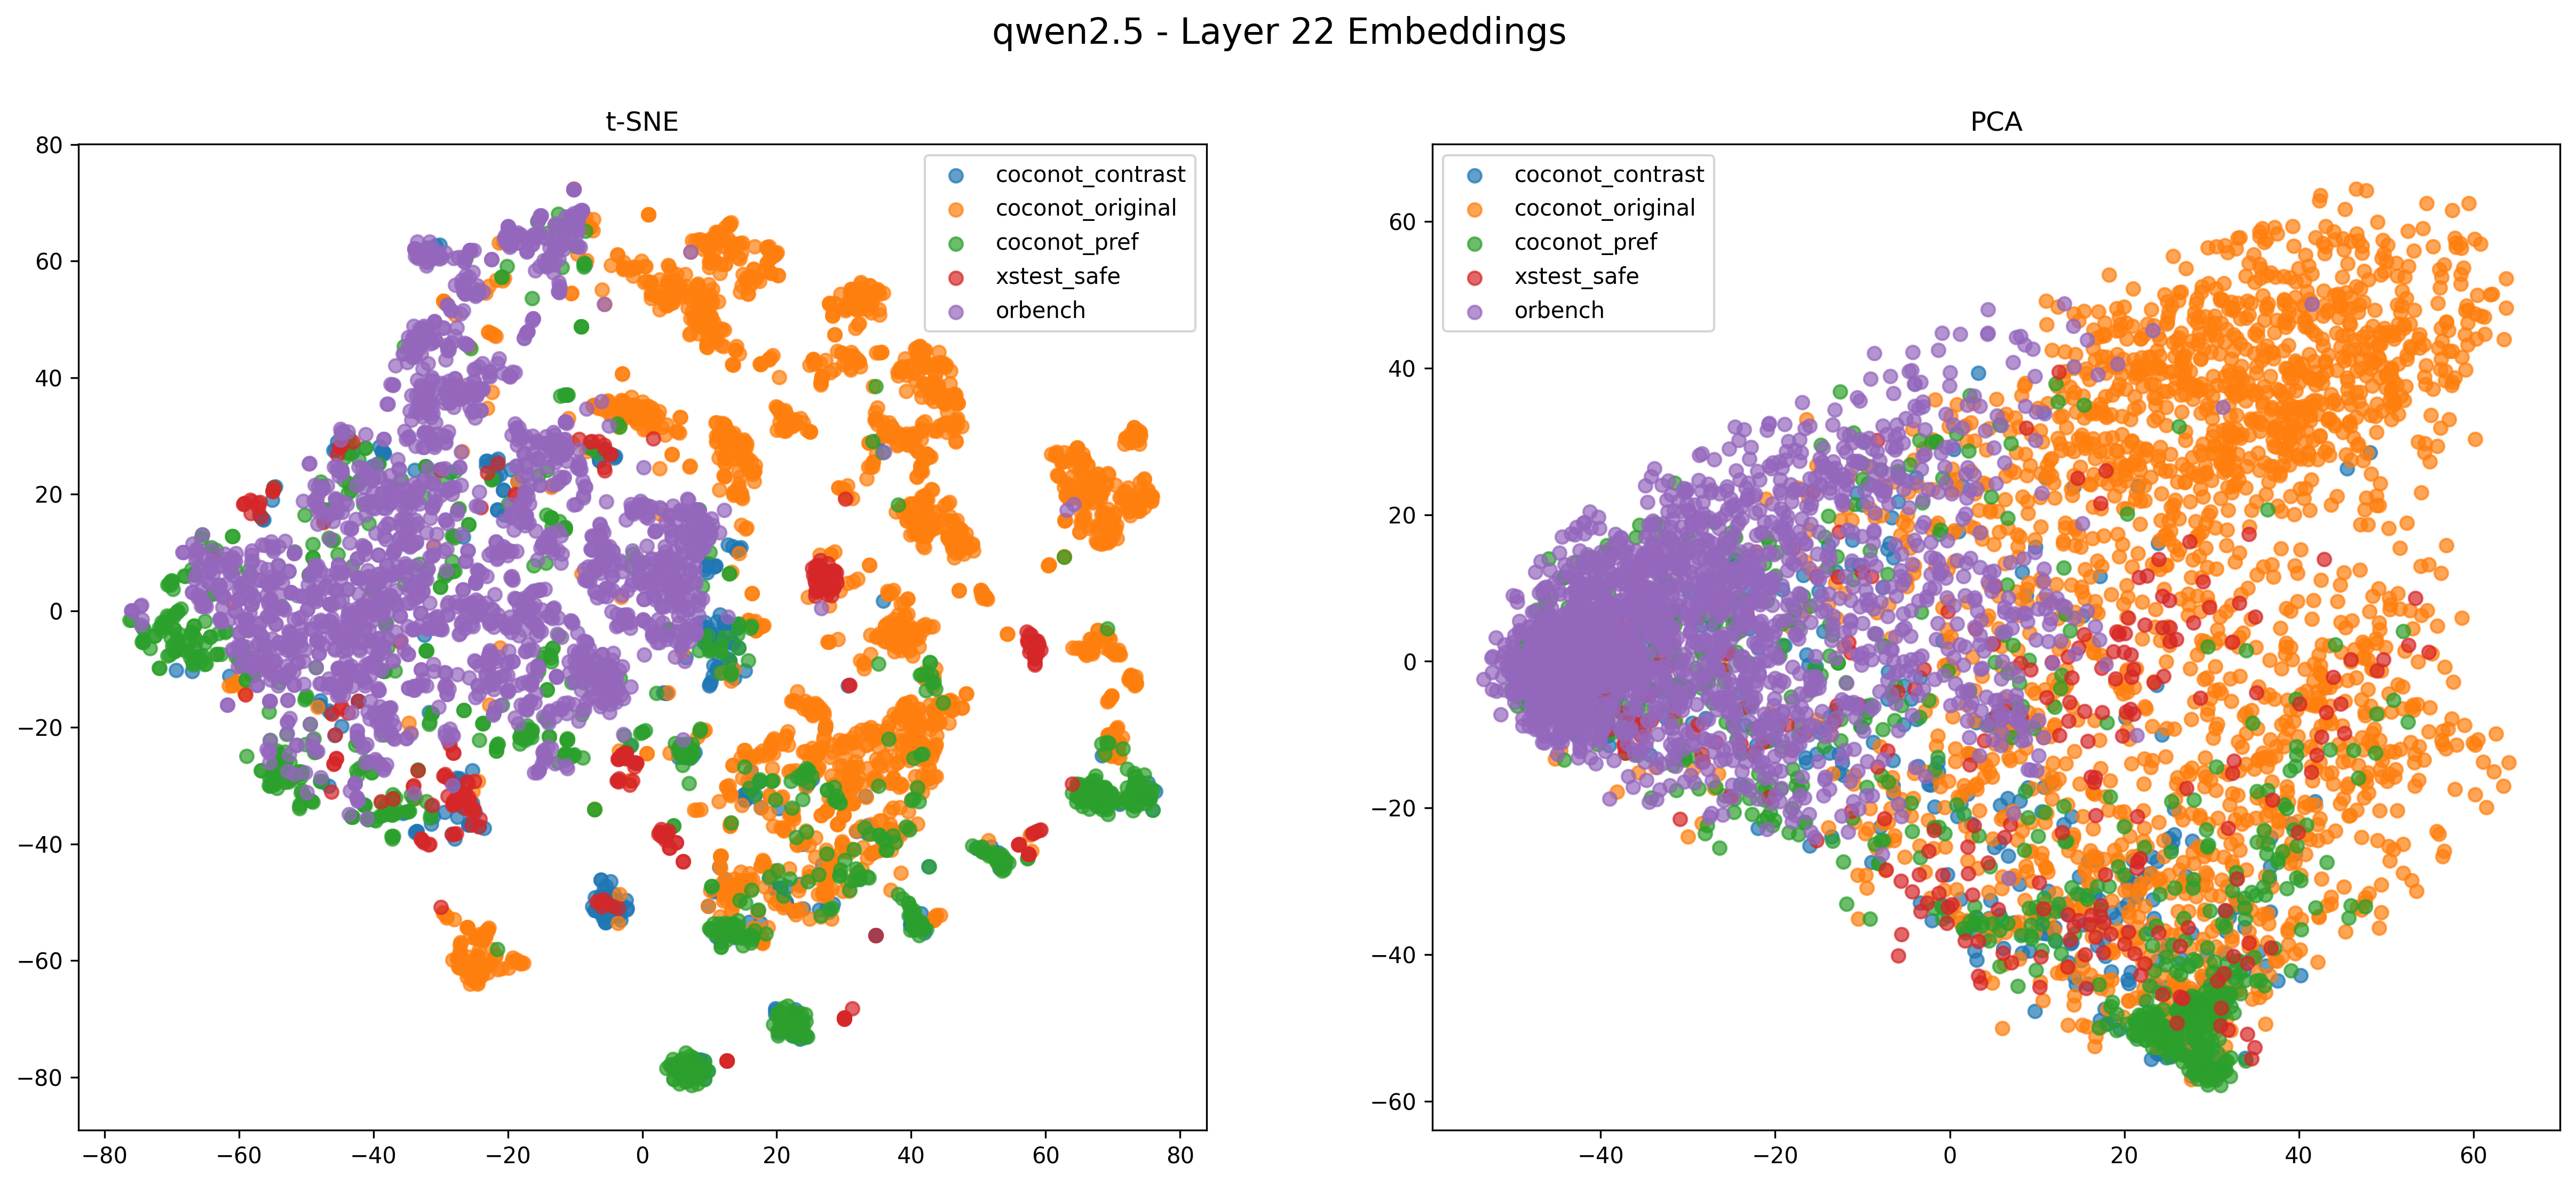 qwen2.5 - Layer 22 Embeddings
t-SNE
80
60
40
20
0
−20
−40
−60
−80
−80 −60 −40 −20 0 20 40 60 80
coconot_contrast
coconot_original
coconot_pref
xstest_safe
orbench
PCA
60
40
20
0
−20
−40
−60
−40 −20 0 20 40 60
coconot_contrast
coconot_original
coconot_pref
xstest_safe
orbench